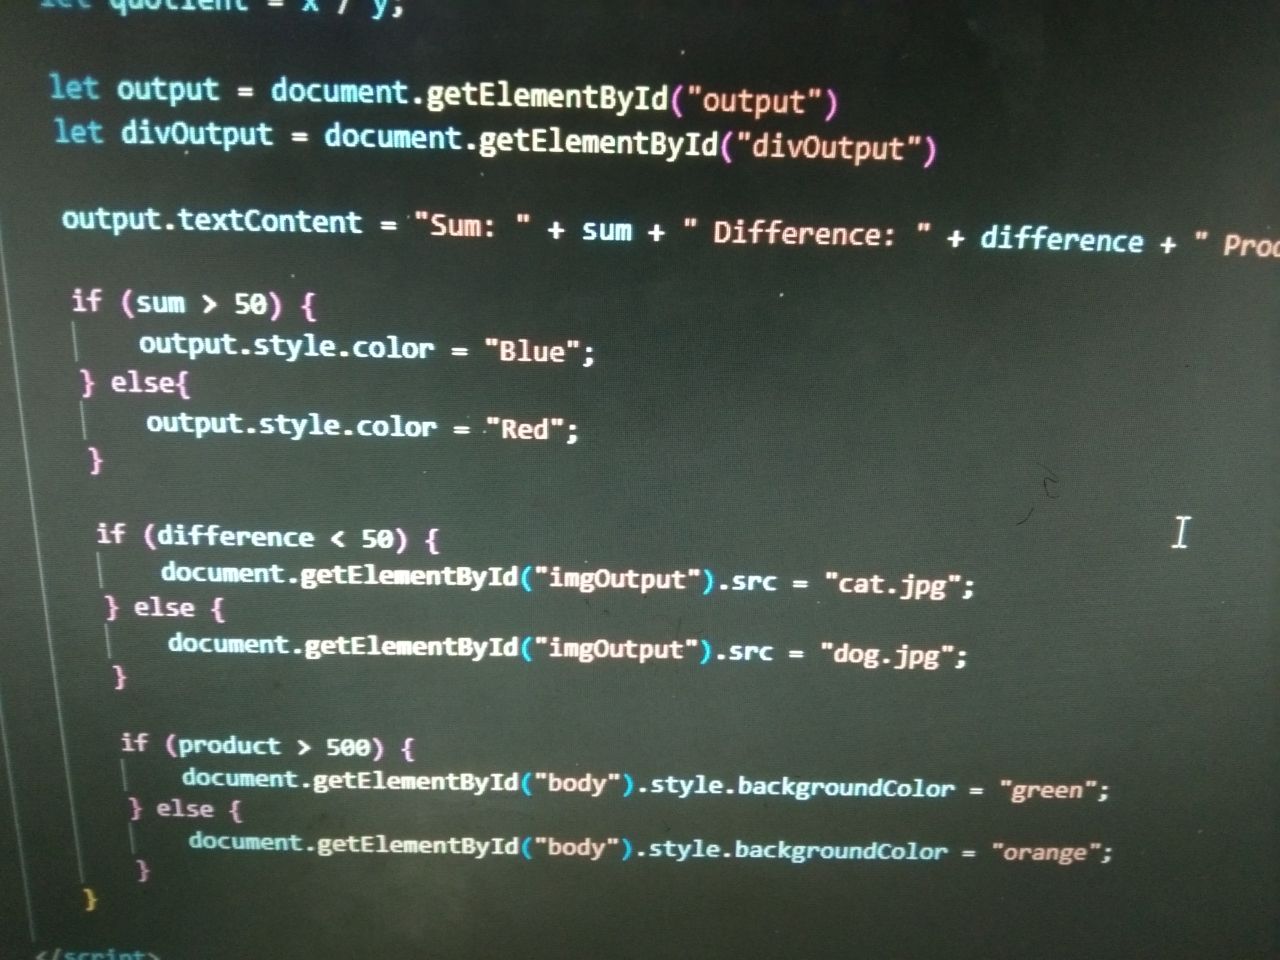 let quotient = x / y;
let output = document.getElementById("output")
let divOutput = document.getElementById("divOutput")
output.textContent = "Sum: " + sum + " Difference: " + difference + " Prod
if (sum > 50) {
output.style.color = "Blue";
} else{
output.style.color = "Red";
}
if (difference < 50) {
document.getElementById("imgOutput").src = "cat.jpg";
} else {
document.getElementById("imgOutput").src = "dog.jpg";
}
if (product > 500) {
document.getElementById("body").style.backgroundColor = "green";
} else {
document.getElementById("body").style.backgroundColor = "orange";
}
}
</script>